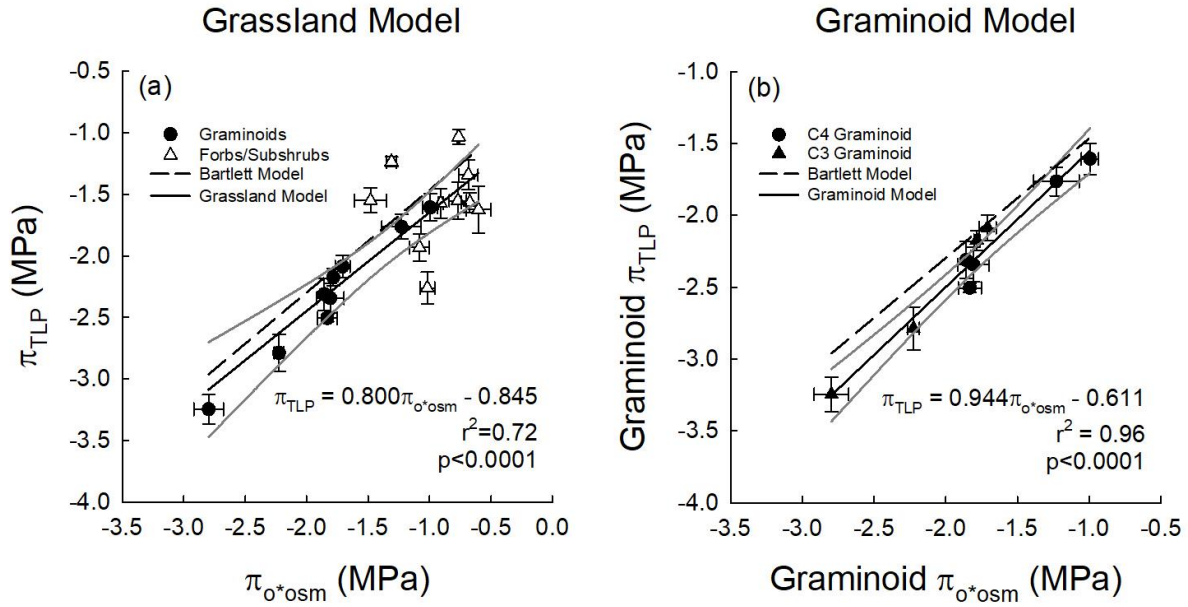 Grassland Model
(a)
Graminoids
Forbs/Subshrubs
Bartlett Model
Grassland Model
πTLP = 0.800πo*osm - 0.845
r²=0.72
p<0.0001
πTLP (MPa)
-0.5
-1.0
-1.5
-2.0
-2.5
-3.0
-3.5
-4.0
-3.5 -3.0 -2.5 -2.0 -1.5 -1.0 -0.5 0.0
πo*osm (MPa)
Graminoid Model
(b)
C4 Graminoid
C3 Graminoid
Bartlett Model
Graminoid Model
πTLP = 0.944πo*osm - 0.611
r² = 0.96
p<0.0001
Graminoid πTLP (MPa)
-1.0
-1.5
-2.0
-2.5
-3.0
-3.5
-4.0
-3.5 -3.0 -2.5 -2.0 -1.5 -1.0 -0.5
Graminoid πo*osm (MPa)